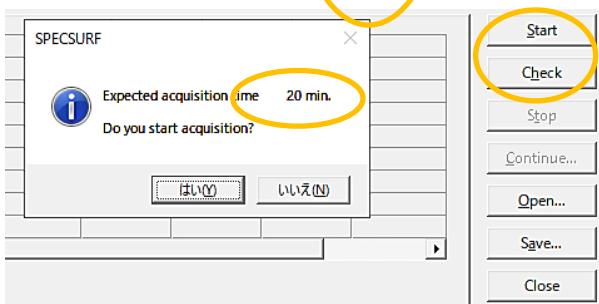 SPECSURF
Expected acquisition time 20 min.
Do you start acquisition?
はい(Y)
いいえ(N)
Start
Check
Stop
Continue...
Open...
Save...
Close